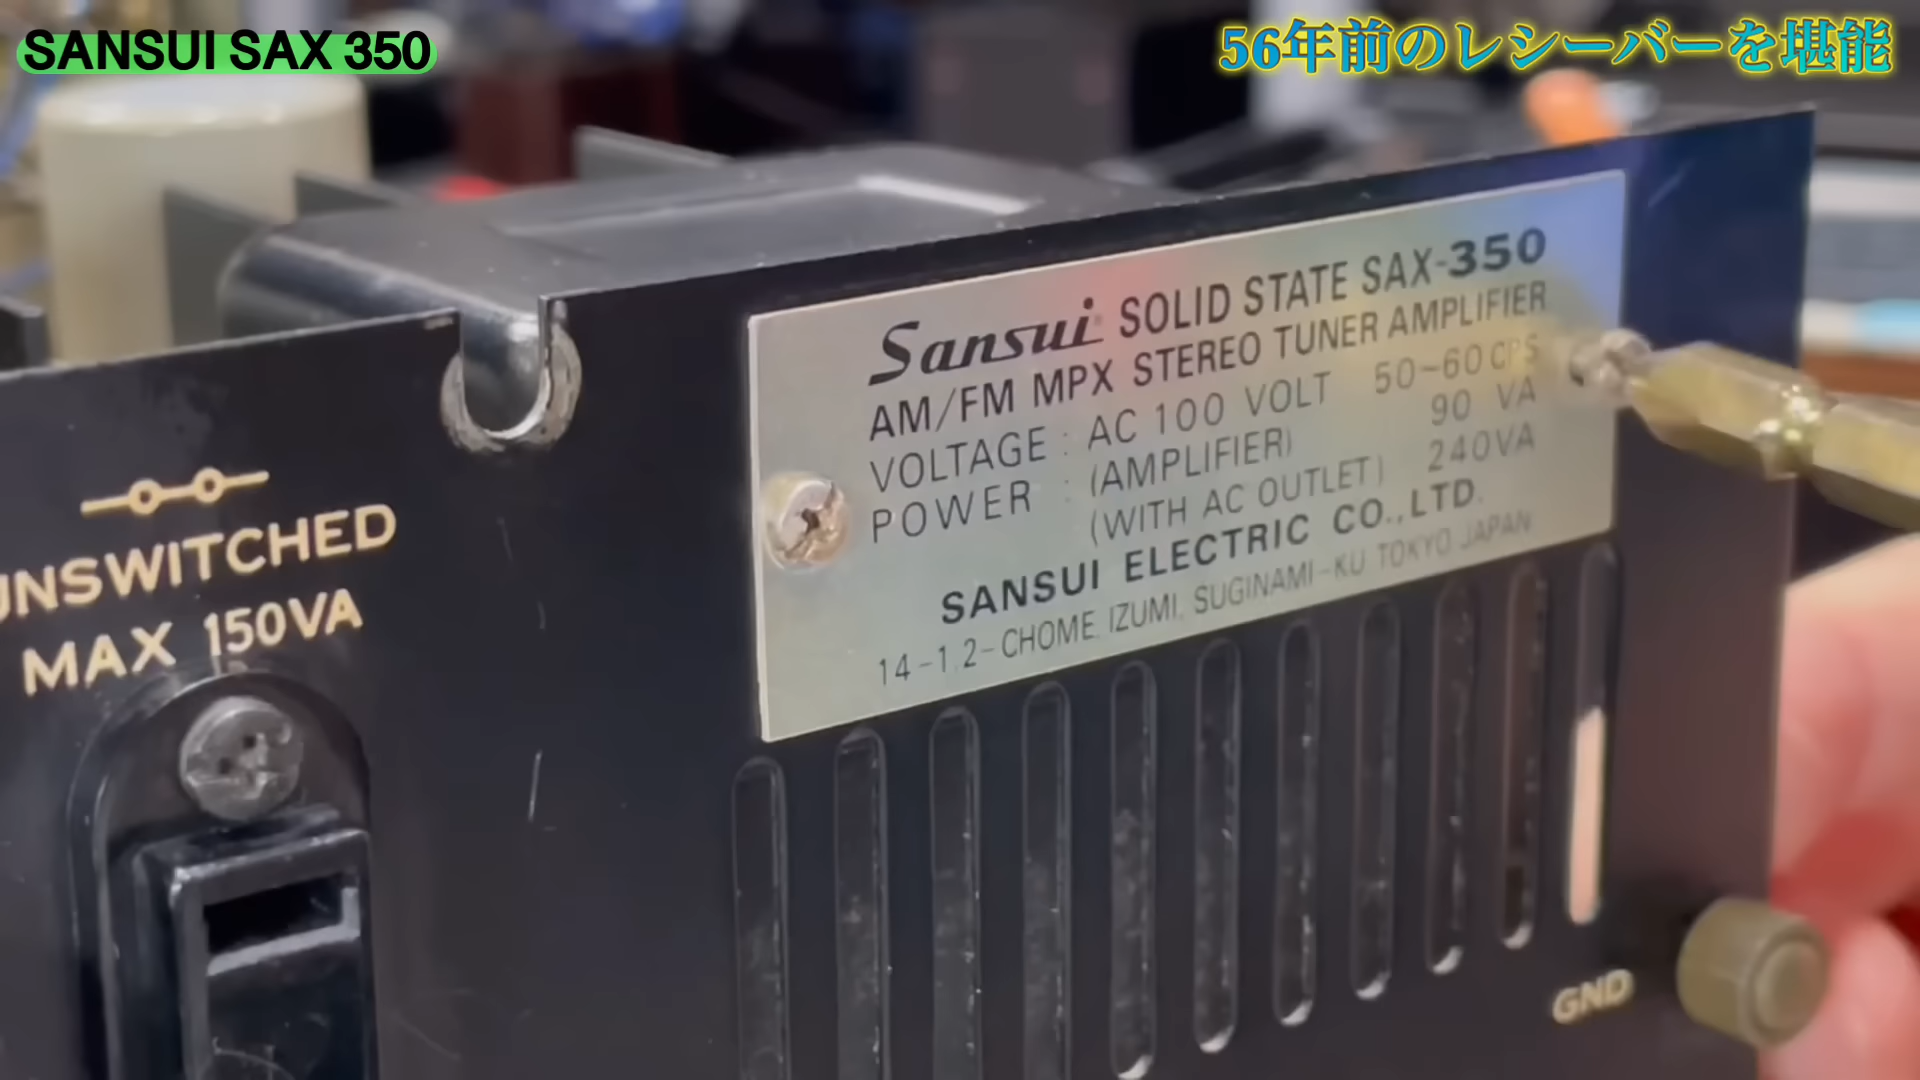 SANSUI SAX 350
56年前のレシーバーを堪能
Sansui SOLID STATE SAX-350
AM/FM MPX STEREO TUNER AMPLIFIER
VOLTAGE : AC 100 VOLT 50-60 CPS
POWER : (AMPLIFIER) 90 VA
(WITH AC OUTLET) 240VA
SANSUI ELECTRIC CO.,LTD.
14-1,2-CHOME, IZUMI, SUGINAMI-KU TOKYO JAPAN
UNSWITCHED
MAX 150VA
GND